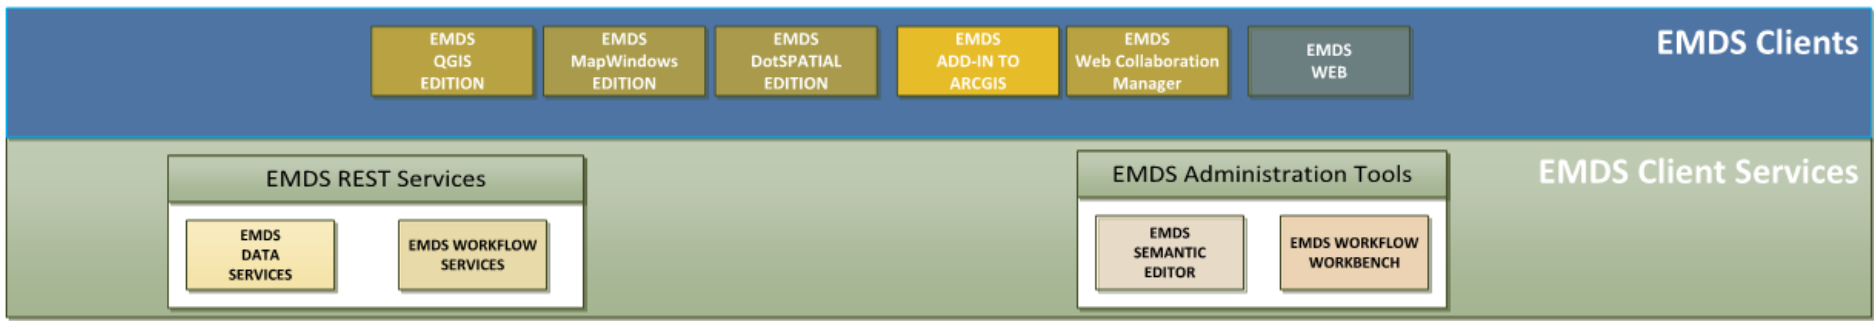 EMDS Clients
EMDS
QGIS
EDITION
EMDS
MapWindows
EDITION
EMDS
DotSPATIAL
EDITION
EMDS
ADD-IN TO
ARCGIS
EMDS
Web Collaboration
Manager
EMDS
WEB
EMDS Client Services
EMDS REST Services
EMDS
DATA
SERVICES
EMDS WORKFLOW
SERVICES
EMDS Administration Tools
EMDS
SEMANTIC
EDITOR
EMDS WORKFLOW
WORKBENCH